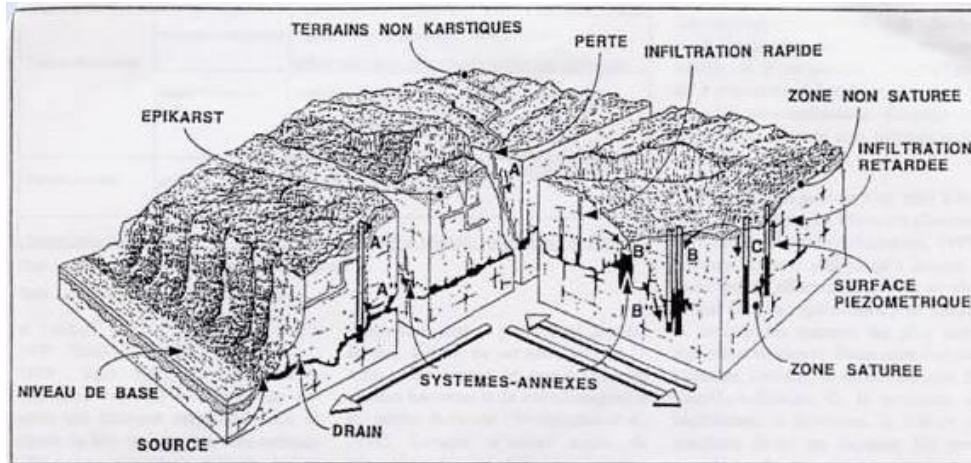 TERRAINS NON KARSTIQUES
PERTE
INFILTRATION RAPIDE
ZONE NON SATUREE
EPIKARST
INFILTRATION
RETARDEE
A
A'
A'
B
B
B'
C
SURFACE
PIEZOMETRIQUE
NIVEAU DE BASE
SYSTEMES-ANNEXES
ZONE SATUREE
SOURCE
DRAIN